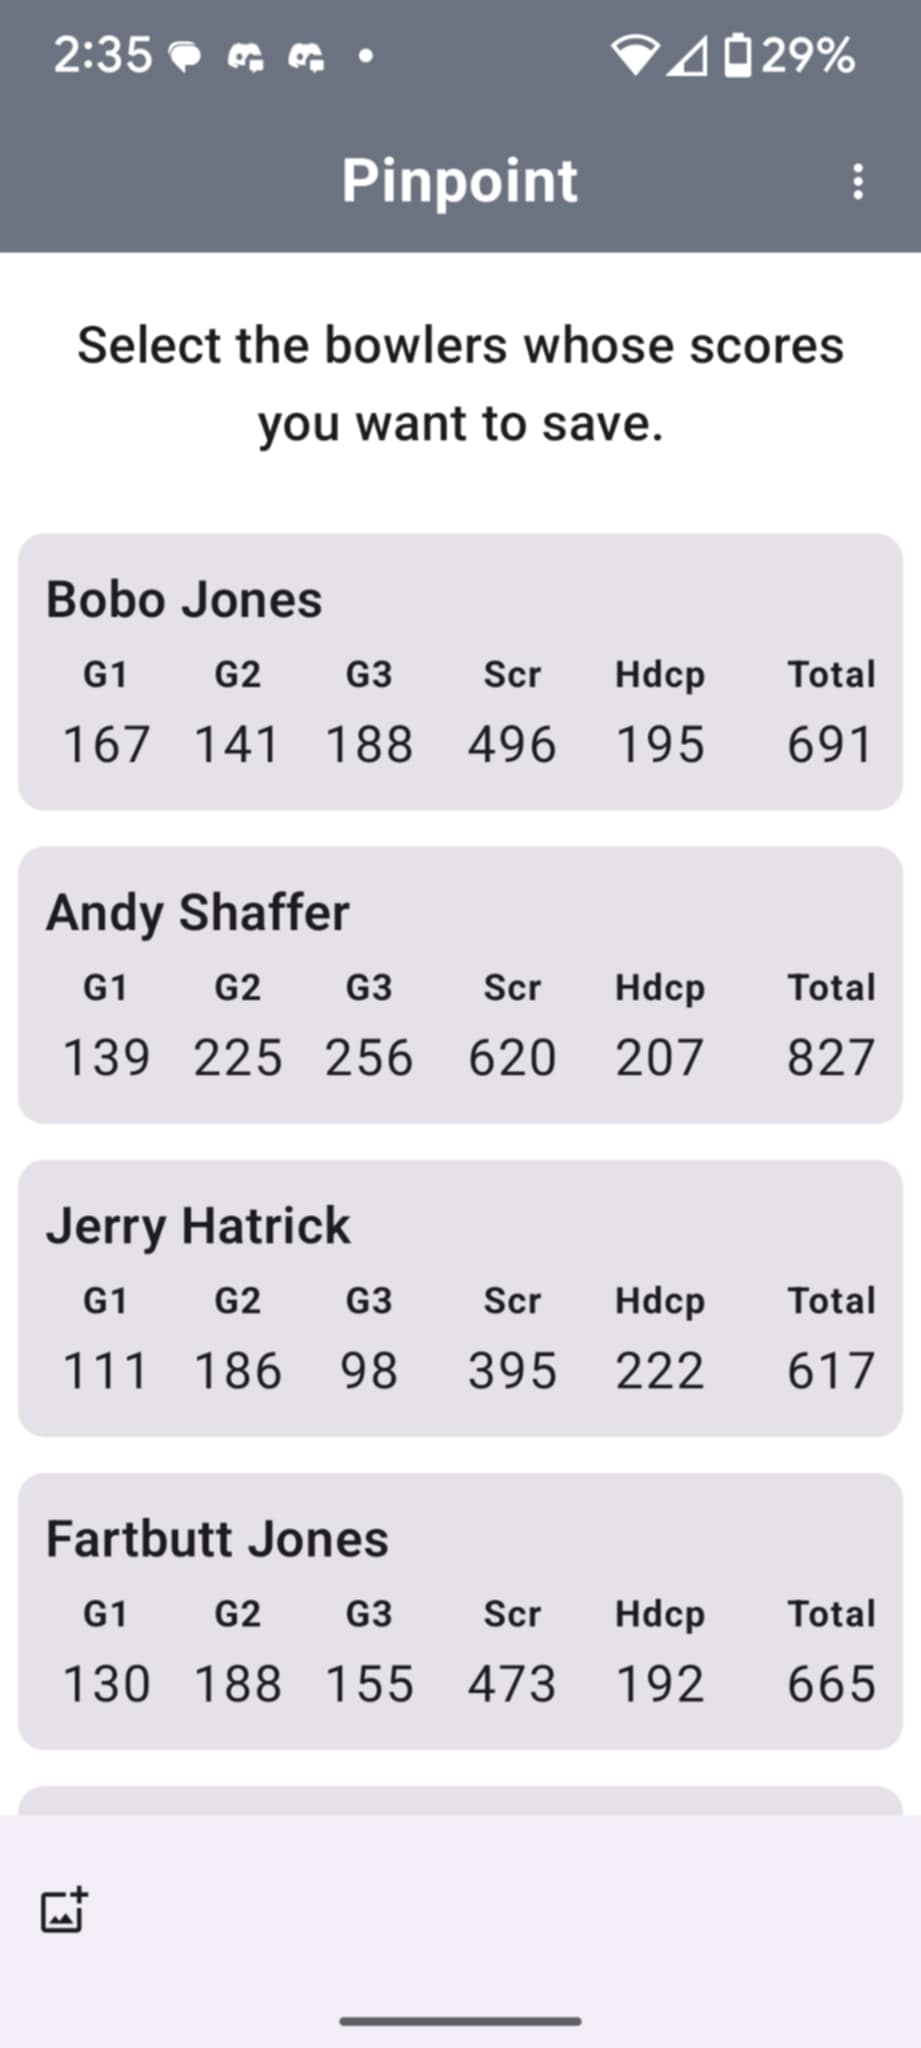 2:35 29%
Pinpoint
Select the bowlers whose scores
you want to save.
Bobo Jones
G1 G2 G3 Scr Hdcp Total
167 141 188 496 195 691
Andy Shaffer
G1 G2 G3 Scr Hdcp Total
139 225 256 620 207 827
Jerry Hatrick
G1 G2 G3 Scr Hdcp Total
111 186 98 395 222 617
Fartbutt Jones
G1 G2 G3 Scr Hdcp Total
130 188 155 473 192 665